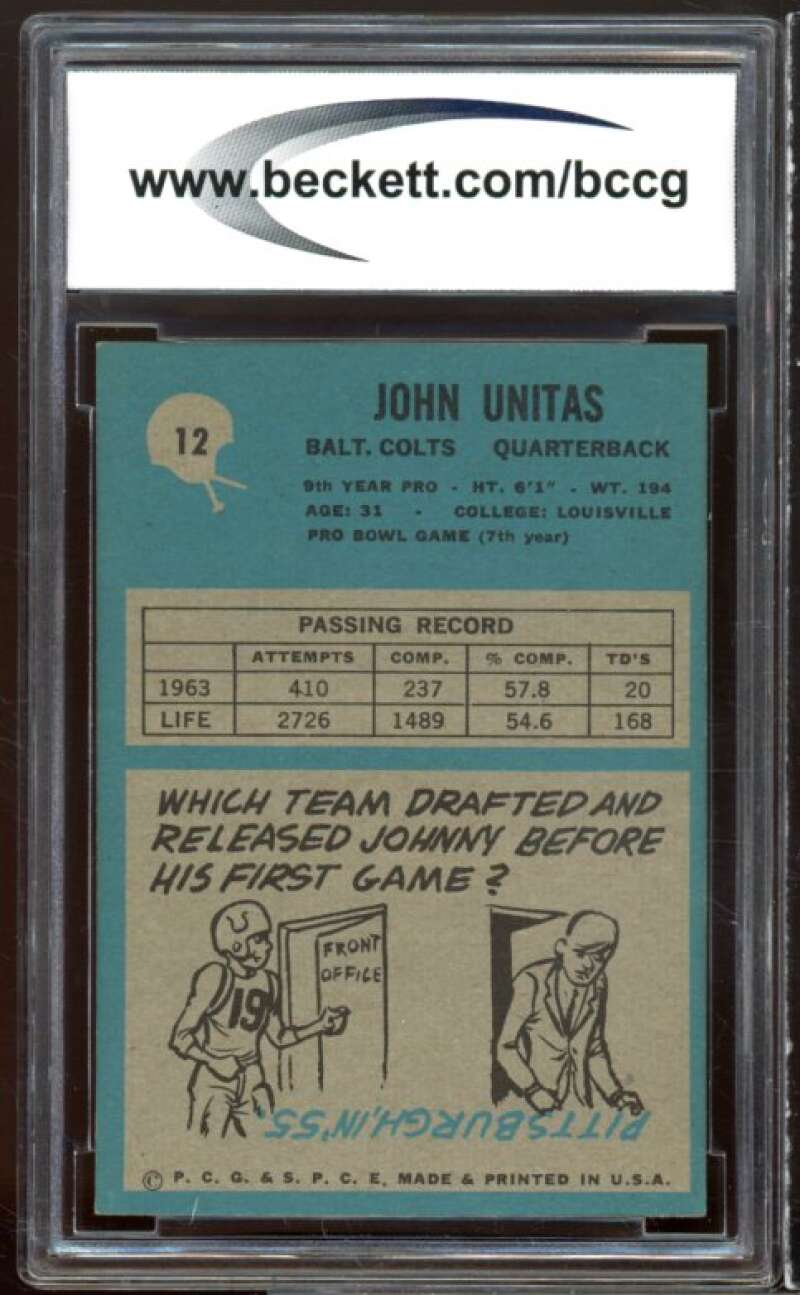 www.beckett.com/bccg
12
JOHN UNITAS
BALT. COLTS QUARTERBACK
9th YEAR PRO - HT. 6'1" - WT. 194
AGE: 31 - COLLEGE: LOUISVILLE
PRO BOWL GAME (7th year)
PASSING RECORD
ATTEMPTS COMP. % COMP. TD'S
1963 410 237 57.8 20
LIFE 2726 1489 54.6 168
WHICH TEAM DRAFTED AND
RELEASED JOHNNY BEFORE
HIS FIRST GAME?
FRONT
OFFICE
19
PITTSBURGH, IN '55.
© P. C. G. & S. P. C. E. MADE & PRINTED IN U.S.A.